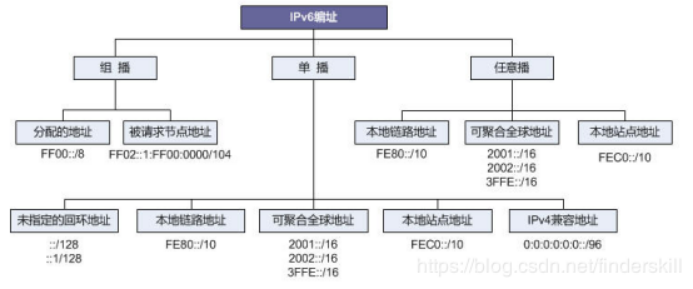 IPv6编址
组 播
单 播
任意播
分配的地址
被请求节点地址
FF00::/8
FF02::1:FF00:0000/104
本地链路地址
可聚合全球地址
本地站点地址
FE80::/10
2001::/16
2002::/16
3FFE::/16
FEC0::/10
未指定的回环地址
本地链路地址
可聚合全球地址
本地站点地址
IPv4兼容地址
::/128
::1/128
FE80::/10
2001::/16
2002::/16
3FFE::/16
FEC0::/10
0:0:0:0:0:0::/96
https://blog.csdn.net/finderskill